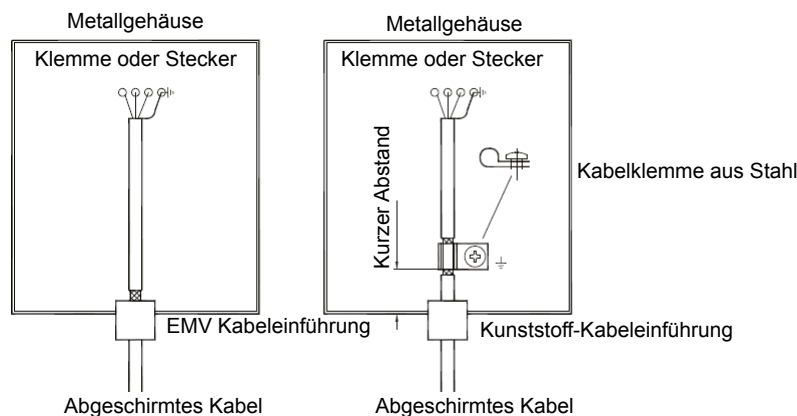 Metallgehäuse
Klemme oder Stecker
EMV Kabeleinführung
Abgeschirmtes Kabel
Metallgehäuse
Klemme oder Stecker
Kurzer Abstand
Kabelklemme aus Stahl
Kunststoff-Kabeleinführung
Abgeschirmtes Kabel